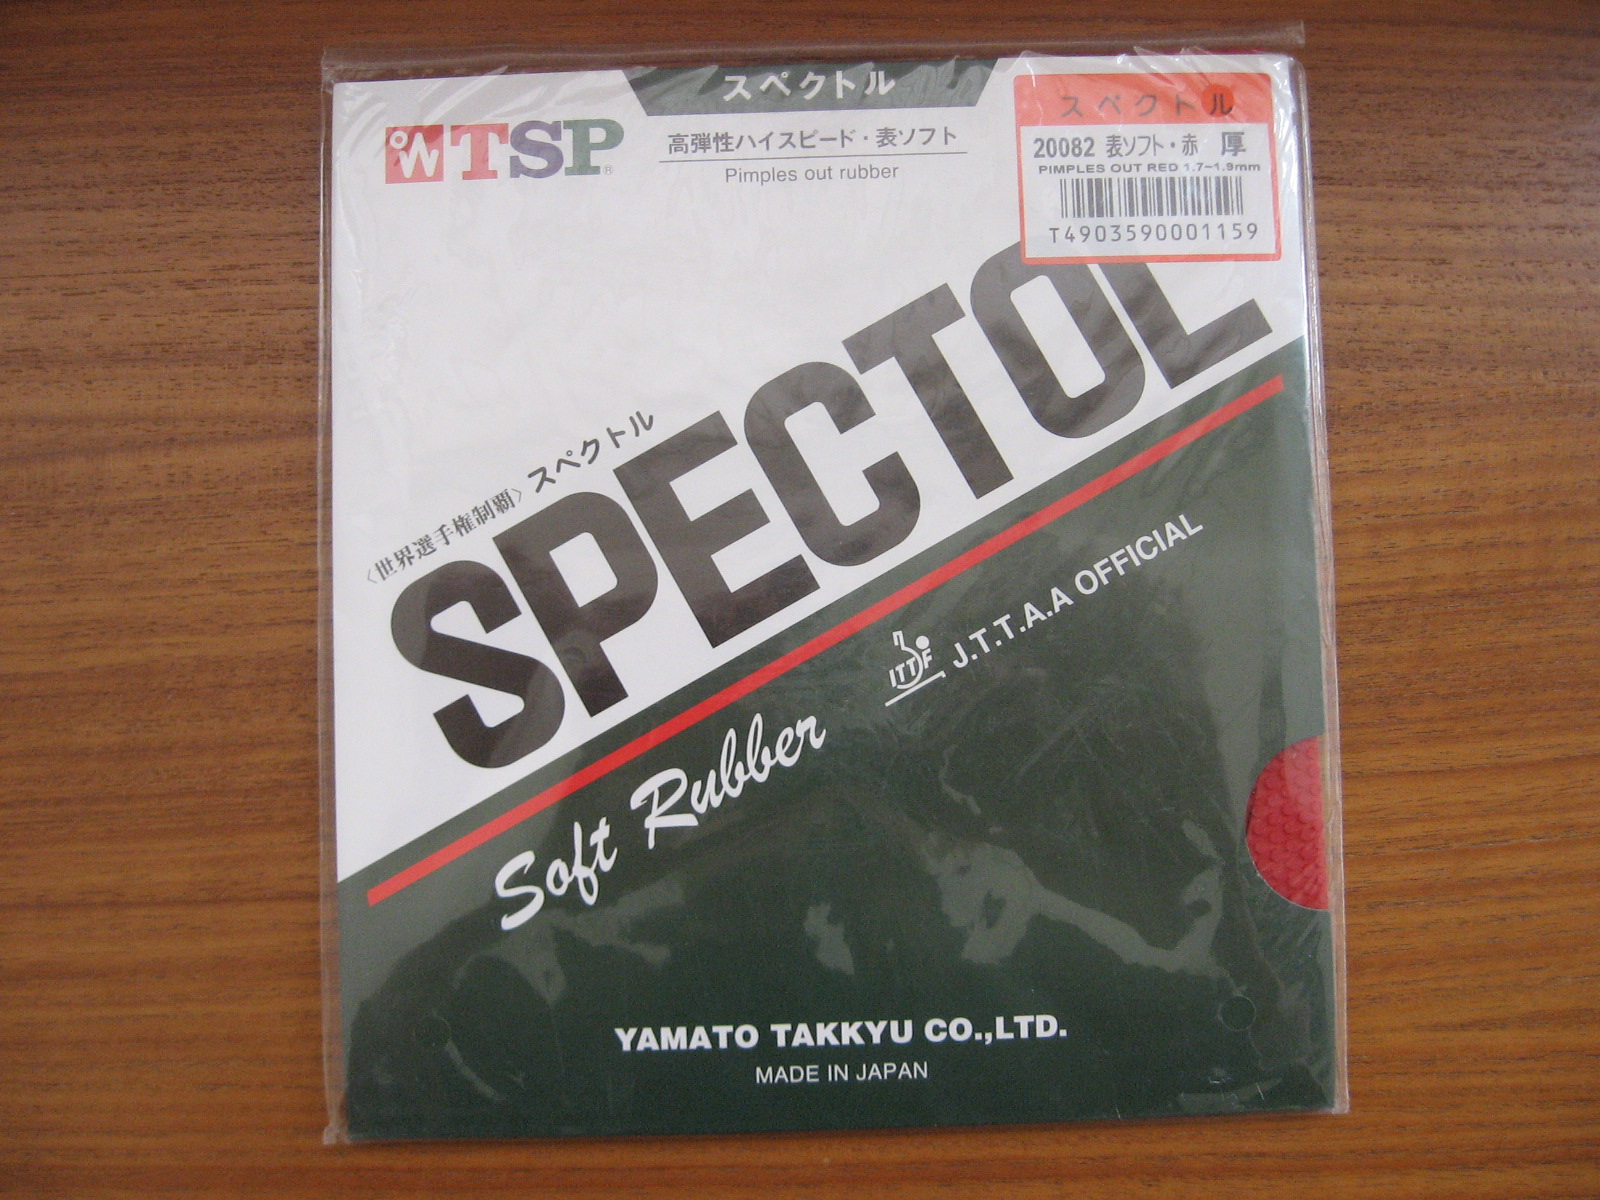 スペクトル
TSP®
高弾性ハイスピード・表ソフト
Pimples out rubber
スペクトル
20082 表ソフト・赤 厚
PIMPLES OUT RED 1.7~1.9mm
T4903590001159
〈世界選手権制覇〉スペクトル
SPECTOL
ITTF J.T.T.A.A OFFICIAL
Soft Rubber
YAMATO TAKKYU CO.,LTD.
MADE IN JAPAN